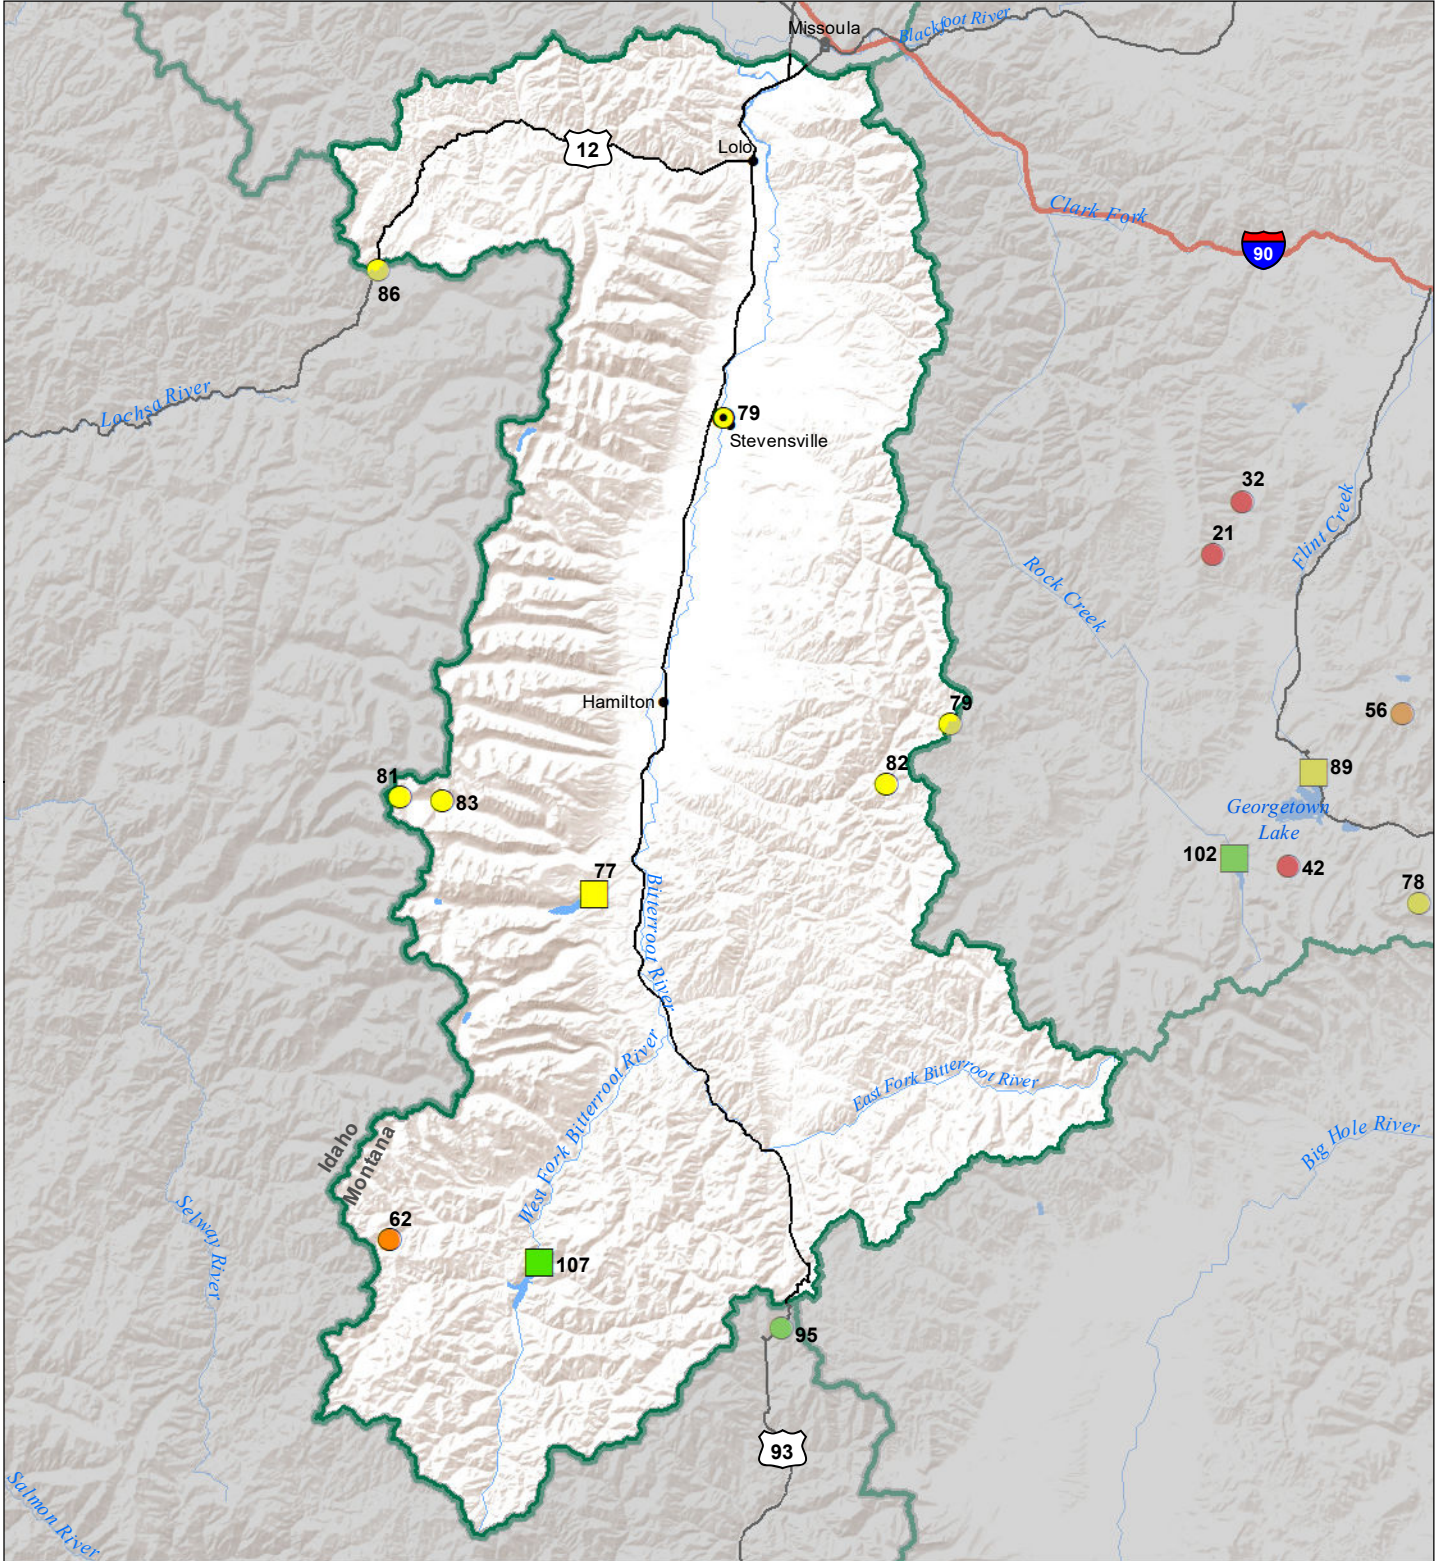 Missoula
Blackfoot River
12
Lolo
Clark Fork
90
86
Lochsa River
79
Stevensville
32
21
Flint Creek
Rock Creek
Hamilton
79
56
82
89
81
83
Georgetown
Lake
102
42
77
78
Bitterroot River
West Fork Bitterroot River
East Fork Bitterroot River
Big Hole River
Idaho
Montana
Selway River
62
107
95
93
Salmon River